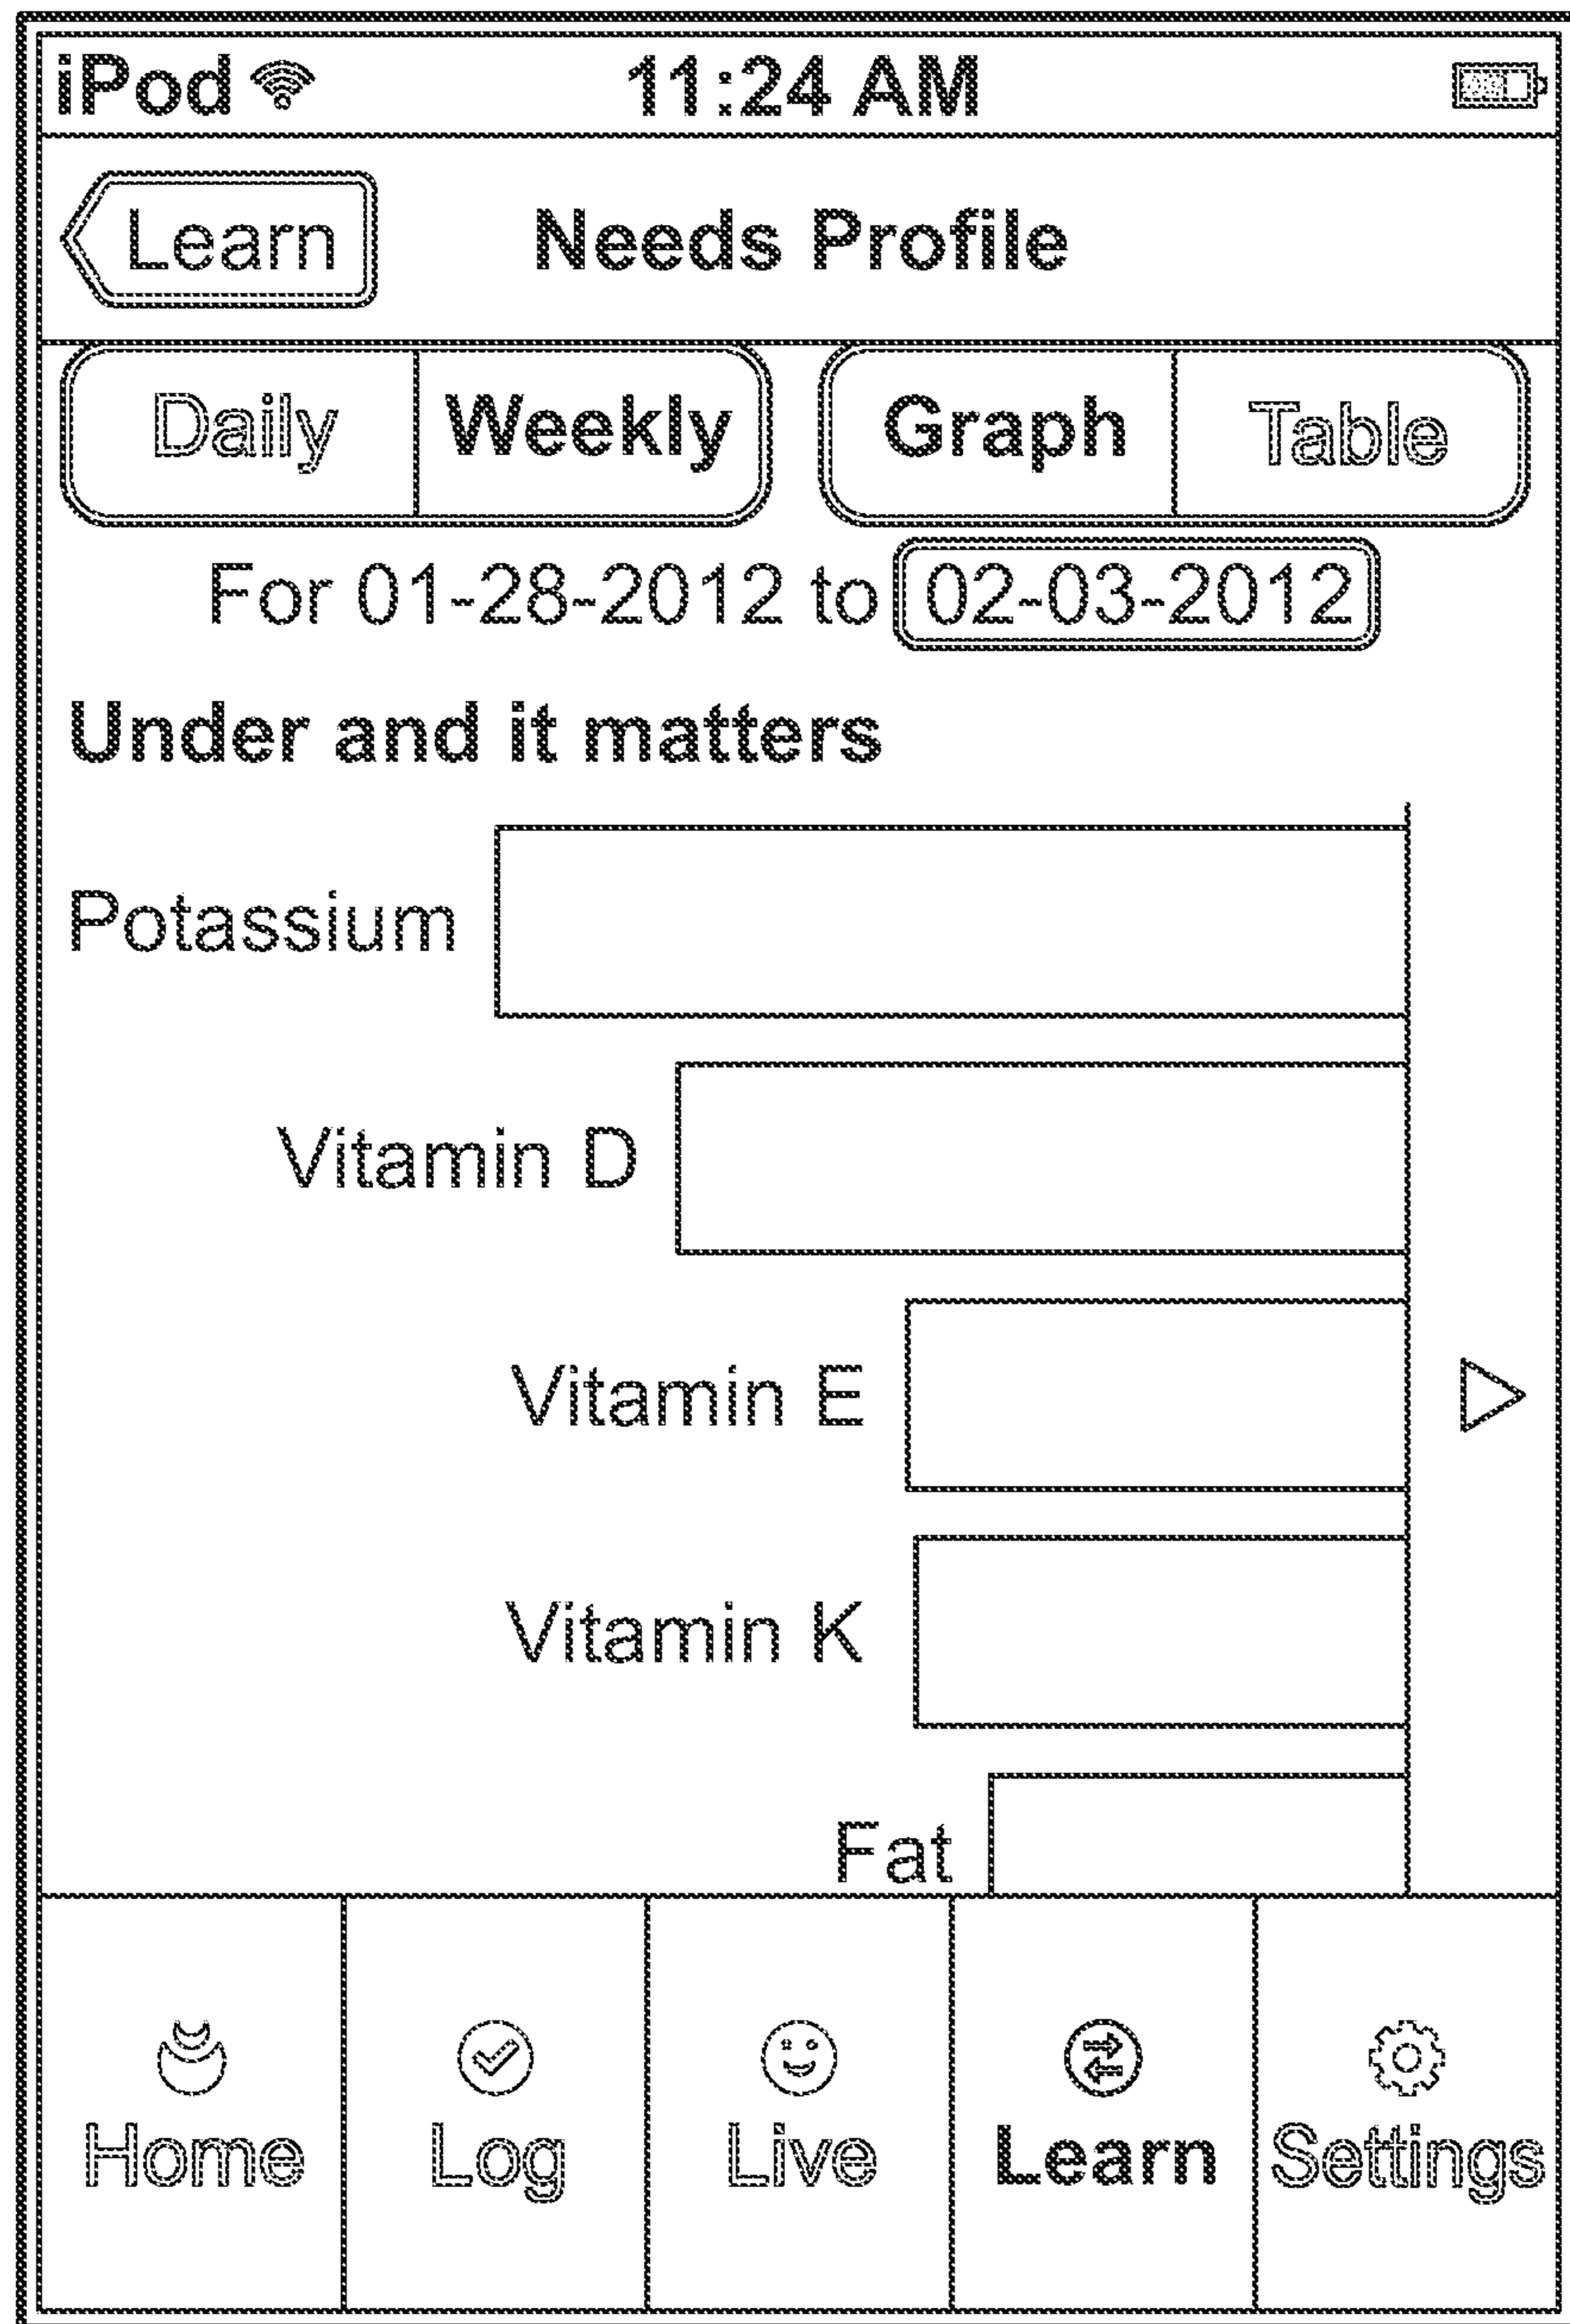 iPod 11:24 AM
Learn Needs Profile
Daily Weekly Graph Table
For 01-28-2012 to 02-03-2012
Under and it matters
Potassium
Vitamin D
Vitamin E
Vitamin K
Fat
Home Log Live Learn Settings